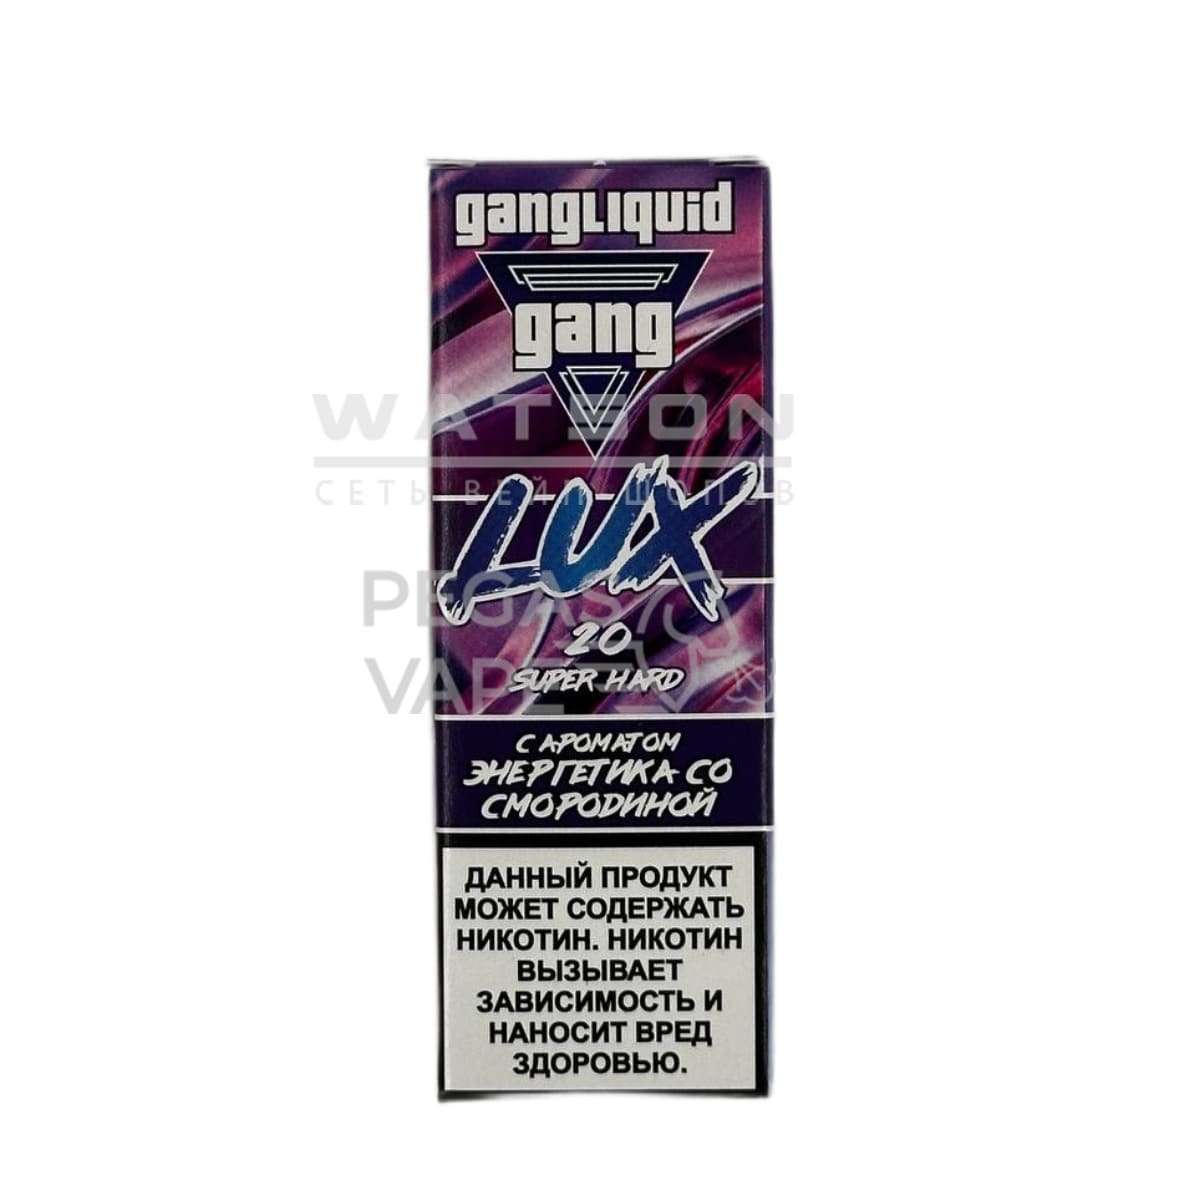 gangLiquid
gang
WATSON
СЕТЬ ВЕЙП ШОПОВ
LUX
PEGAS
VAPE
20
SUPER HARD
С АРОМАТОМ
ЭНЕРГЕТИКА СО
СМОРОДИНОЙ
ДАННЫЙ ПРОДУКТ
МОЖЕТ СОДЕРЖАТЬ
НИКОТИН. НИКОТИН
ВЫЗЫВАЕТ
ЗАВИСИМОСТЬ И
НАНОСИТ ВРЕД
ЗДОРОВЬЮ.